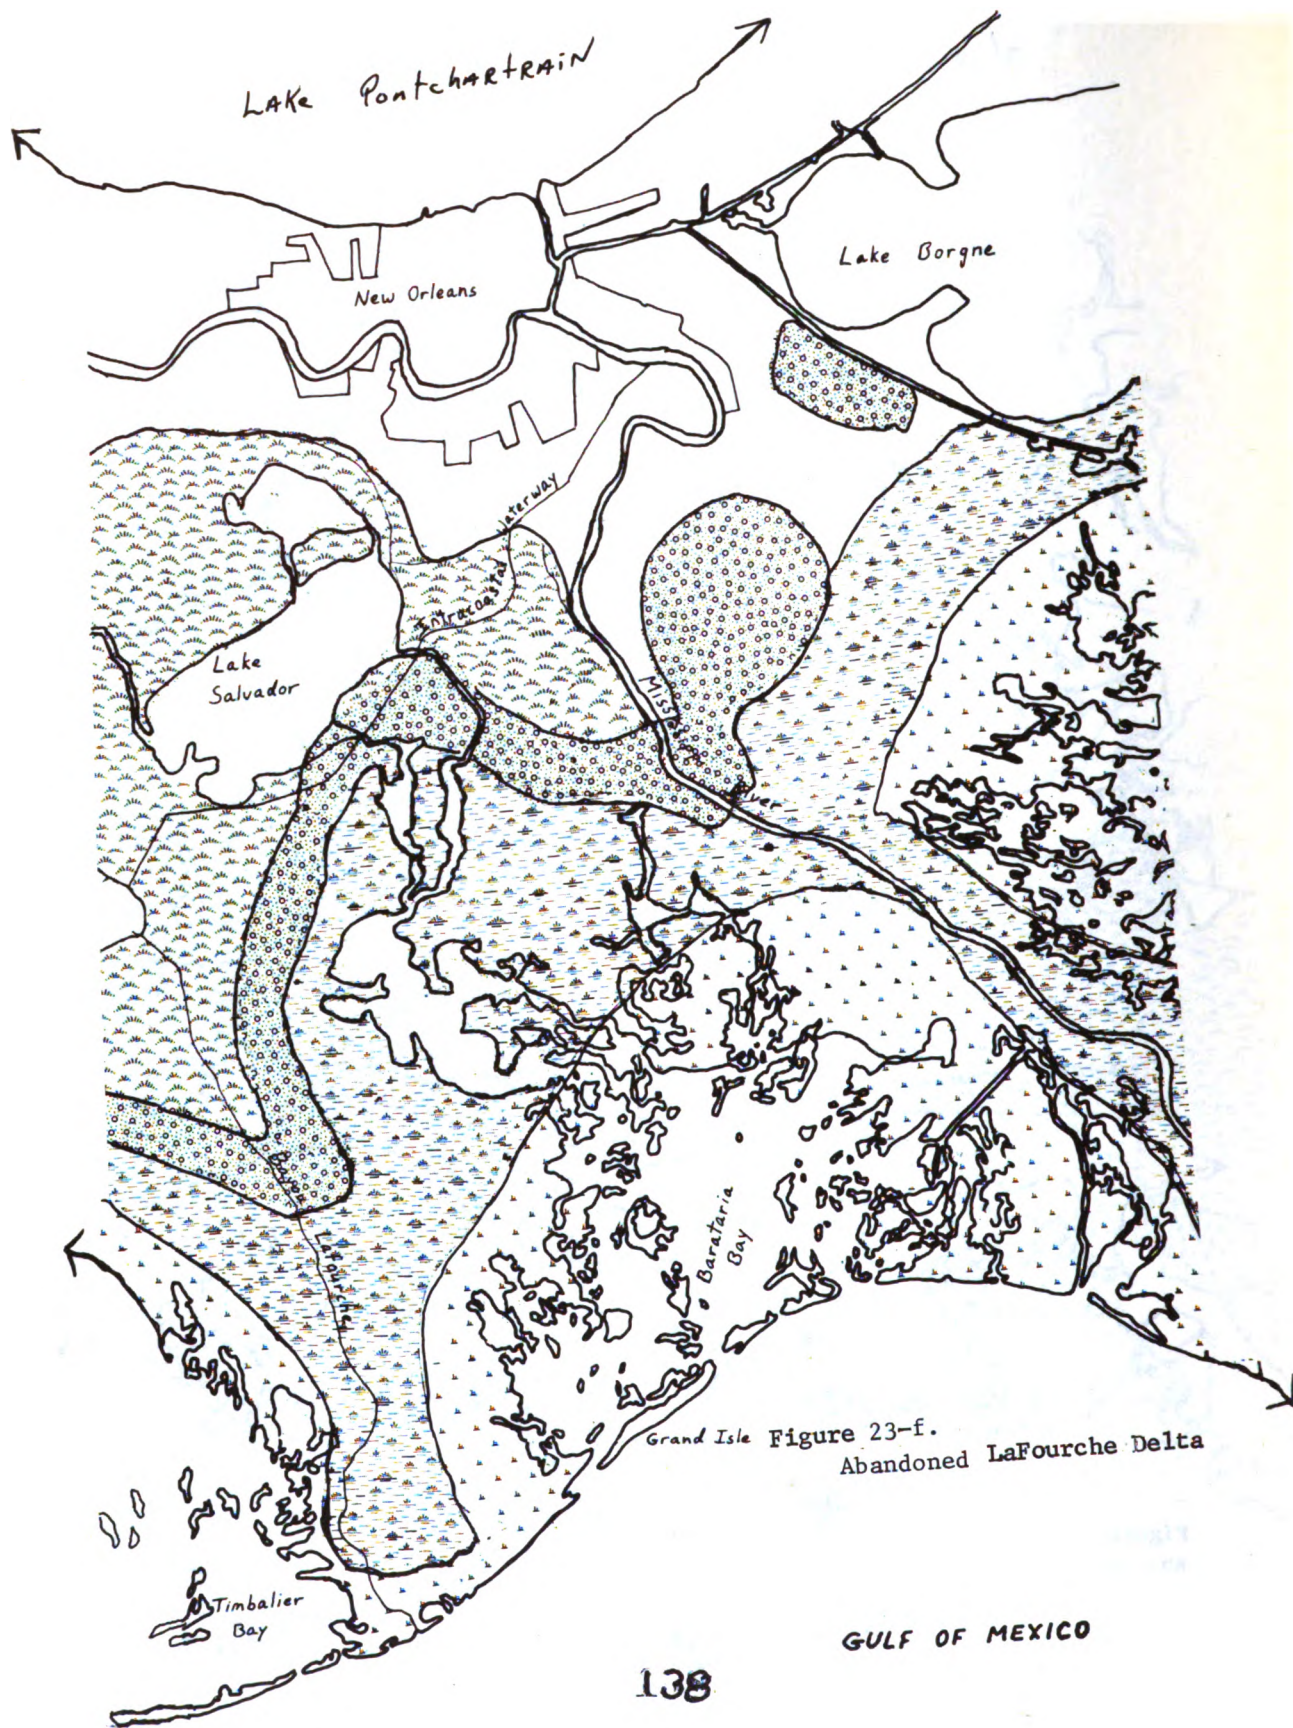 LAKe PontchARtRAiN
Lake Borgne
New Orleans
Intracoastal Waterway
Lake
Salvador
Mississippi River
Bayou Lafourche
Barataria
Bay
Grand Isle
Figure 23-f.
Abandoned LaFourche Delta
Timbalier
Bay
GULF OF MEXICO
138